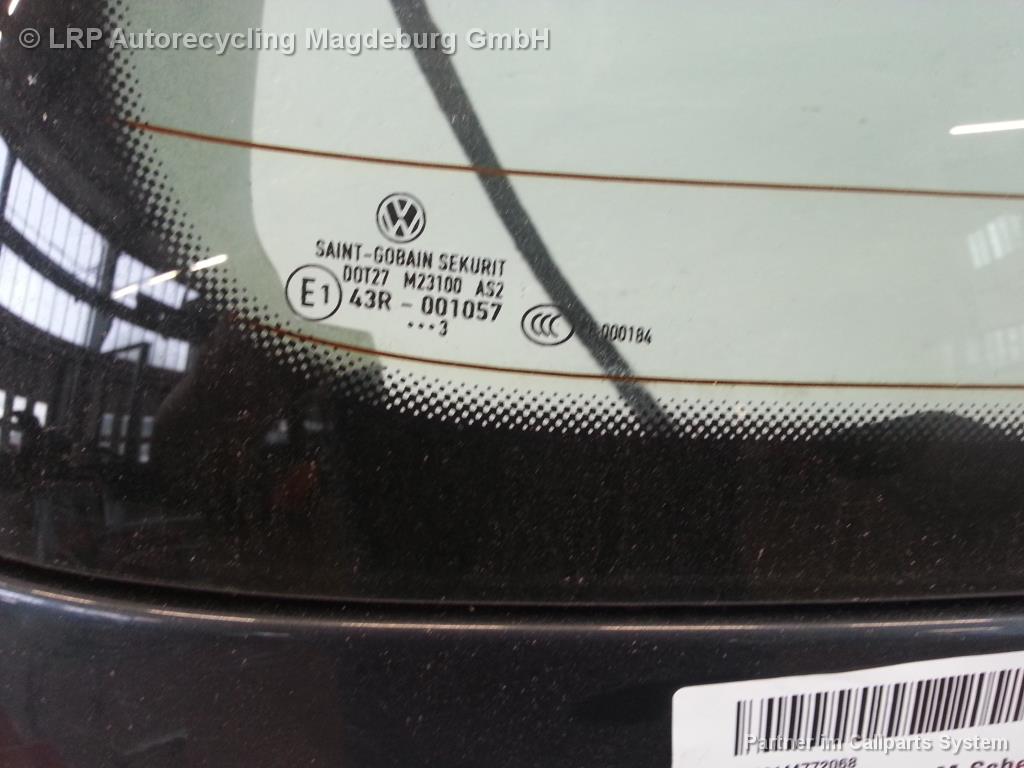 © LRP Autorecycling Magdeburg GmbH
SAINT-GOBAIN SEKURIT
DOT27 M23100 AS2
E1 43R - 001057
•••3
CCC 000184
Partner im Callparts System